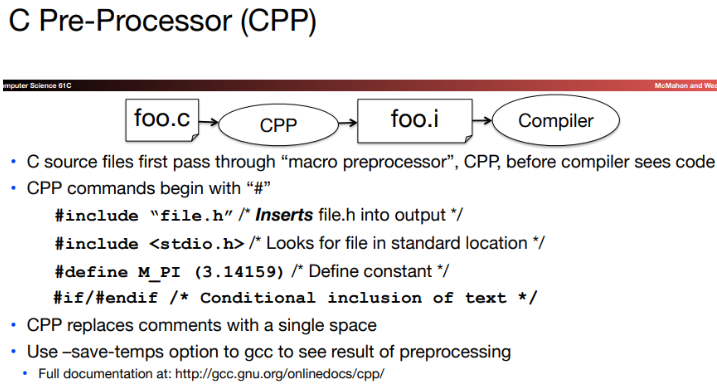 C Pre-Processor (CPP)
omputer Science 61C
McMahon and Wea
foo.c
CPP
foo.i
Compiler
• C source files first pass through “macro preprocessor”, CPP, before compiler sees code
• CPP commands begin with “#”
#include “file.h” /* Inserts file.h into output */
#include <stdio.h> /* Looks for file in standard location */
#define M_PI (3.14159) /* Define constant */
#if/#endif /* Conditional inclusion of text */
• CPP replaces comments with a single space
• Use –save-temps option to gcc to see result of preprocessing
• Full documentation at: http://gcc.gnu.org/onlinedocs/cpp/